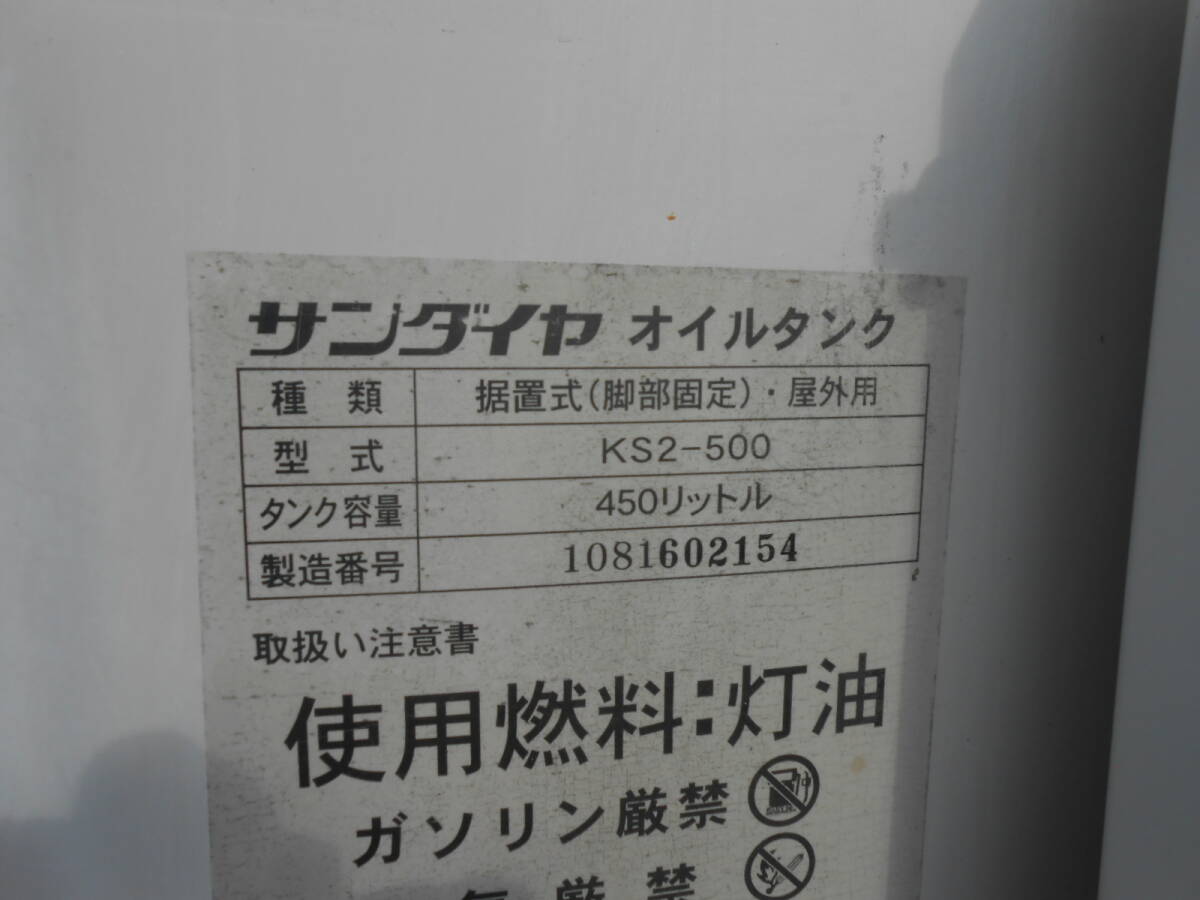 サンダイヤ オイルタンク
種類 据置式(脚部固定)・屋外用
型式 KS2-500
タンク容量 450リットル
製造番号 1081602154
取扱い注意書
使用燃料:灯油
ガソリン厳禁
気厳禁